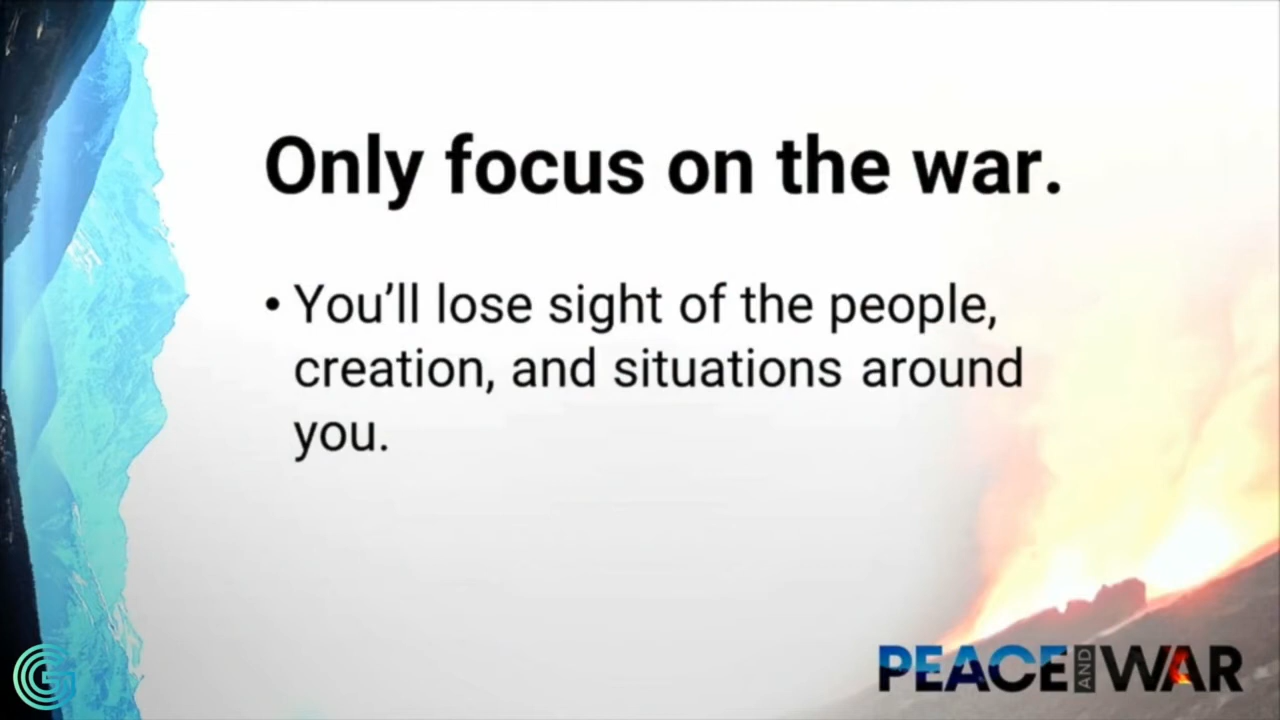 Only focus on the war.
• You’ll lose sight of the people,
creation, and situations around
you.
PEACE AND WAR
G